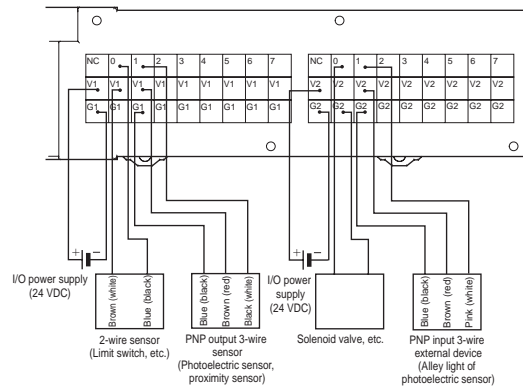 NC 0 1 2 3 4 5 6 7 NC 0 1 2 3 4 5 6 7
V1 V1 V1 V1 V1 V1 V1 V1 V1 V2 V2 V2 V2 V2 V2 V2 V2 V2
G1 G1 G1 G1 G1 G1 G1 G1 G1 G2 G2 G2 G2 G2 G2 G2 G2 G2
+ −
+ −
I/O power supply
(24 VDC)
Brown (white)
Blue (black)
2-wire sensor
(Limit switch, etc.)
Blue (black)
Brown (red)
Black (white)
PNP output 3-wire
sensor
(Photoelectric sensor,
proximity sensor)
I/O power
supply
(24 VDC)
Solenoid valve, etc.
Blue (black)
Brown (red)
Pink (white)
PNP input 3-wire
external device
(Alley light of
photoelectric sensor)